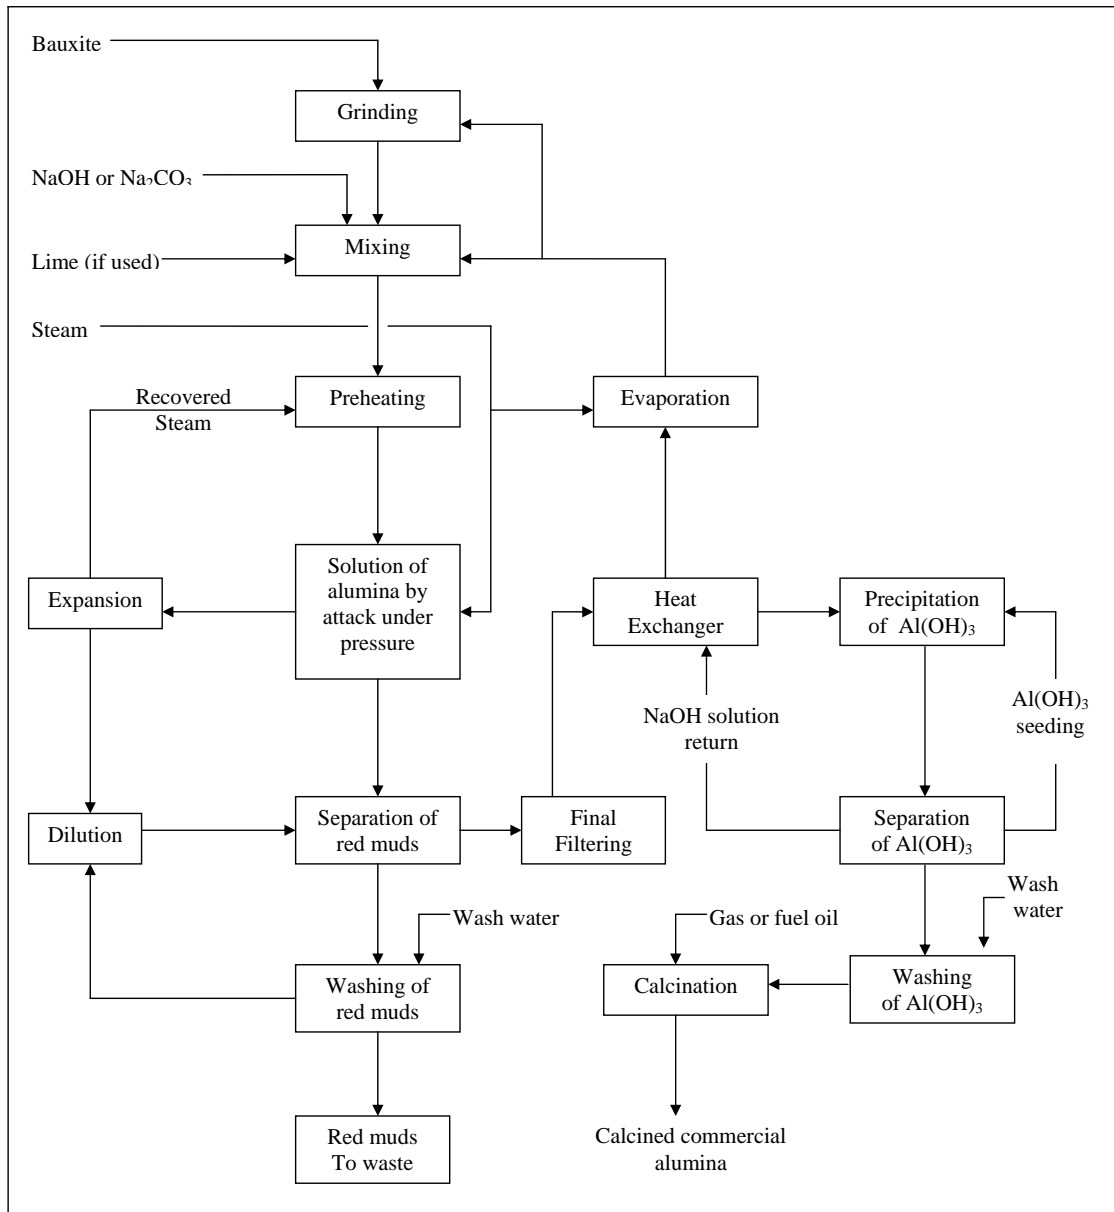 Bauxite
Grinding
NaOH or Na₂CO₃
Mixing
Lime (if used)
Steam
Recovered
Steam
Preheating
Evaporation
Expansion
Solution of
alumina by
attack under
pressure
Heat
Exchanger
Precipitation
of Al(OH)₃
NaOH solution
return
Al(OH)₃
seeding
Dilution
Separation of
red muds
Final
Filtering
Separation
of Al(OH)₃
Wash water
Gas or fuel oil
Wash
water
Washing of
red muds
Calcination
Washing
of Al(OH)₃
Red muds
To waste
Calcined commercial
alumina